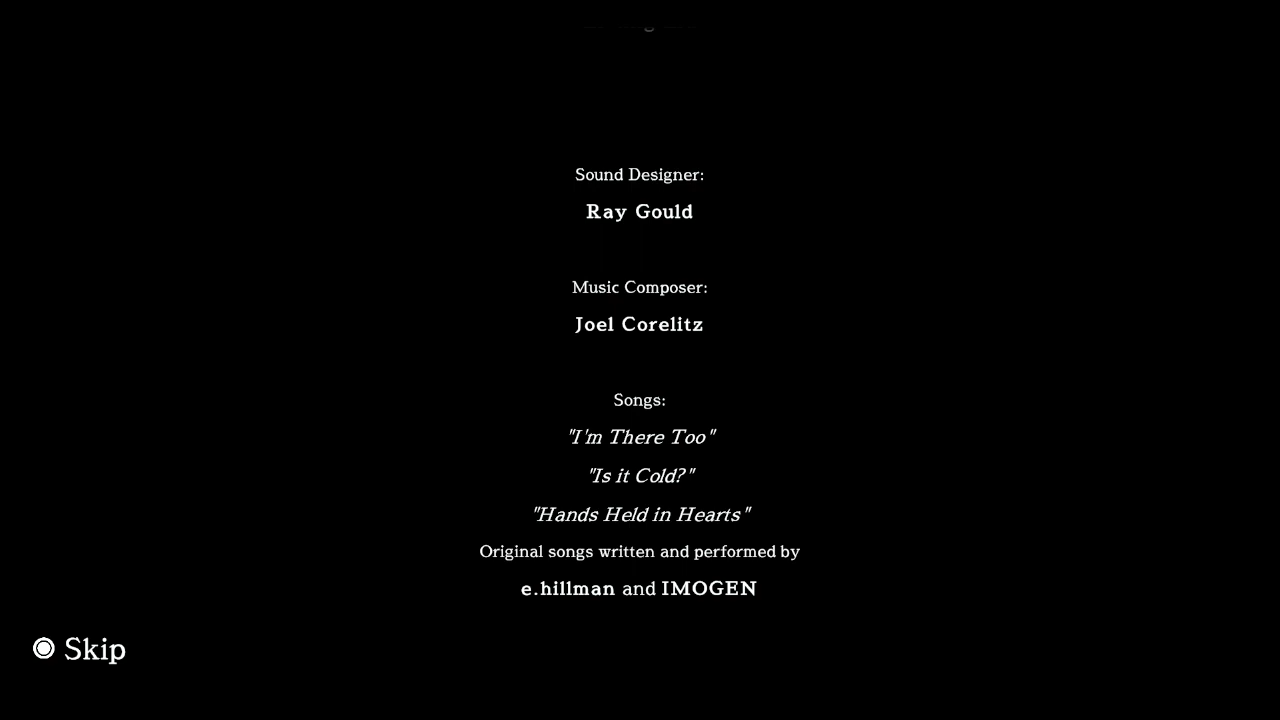 Sound Designer:
Ray Gould
Music Composer:
Joel Corelitz
Songs:
"I'm There Too"
"Is it Cold?"
"Hands Held in Hearts"
Original songs written and performed by
e.hillman and IMOGEN
Skip